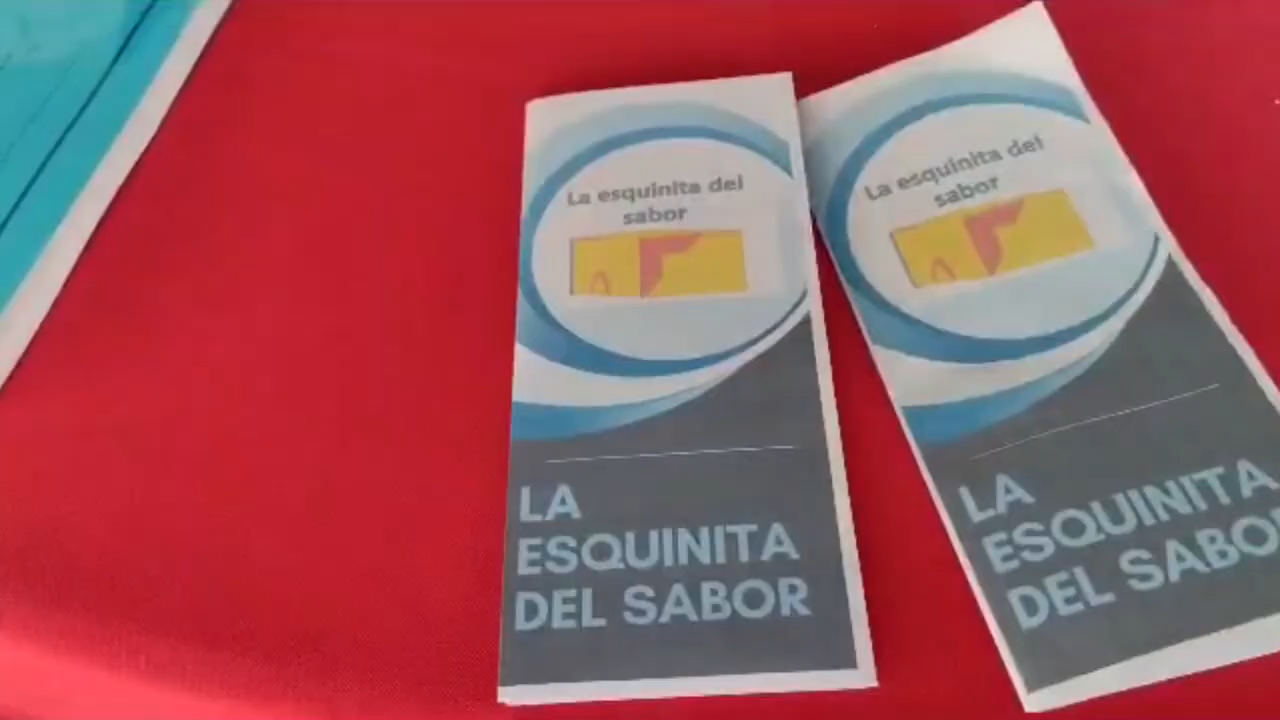 La esquinita del
sabor
LA
ESQUINITA
DEL SABOR
La esquinita del
sabor
LA
ESQUINITA
DEL SABO